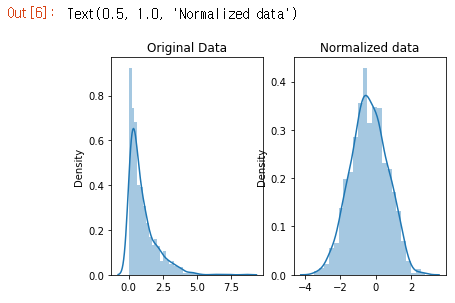 Out[6]: Text(0.5, 1.0, 'Normalized data')
Original Data
Density
0.8
0.6
0.4
0.2
0.0
0.0 2.5 5.0 7.5
Normalized data
Density
0.4
0.3
0.2
0.1
0.0
−4 −2 0 2